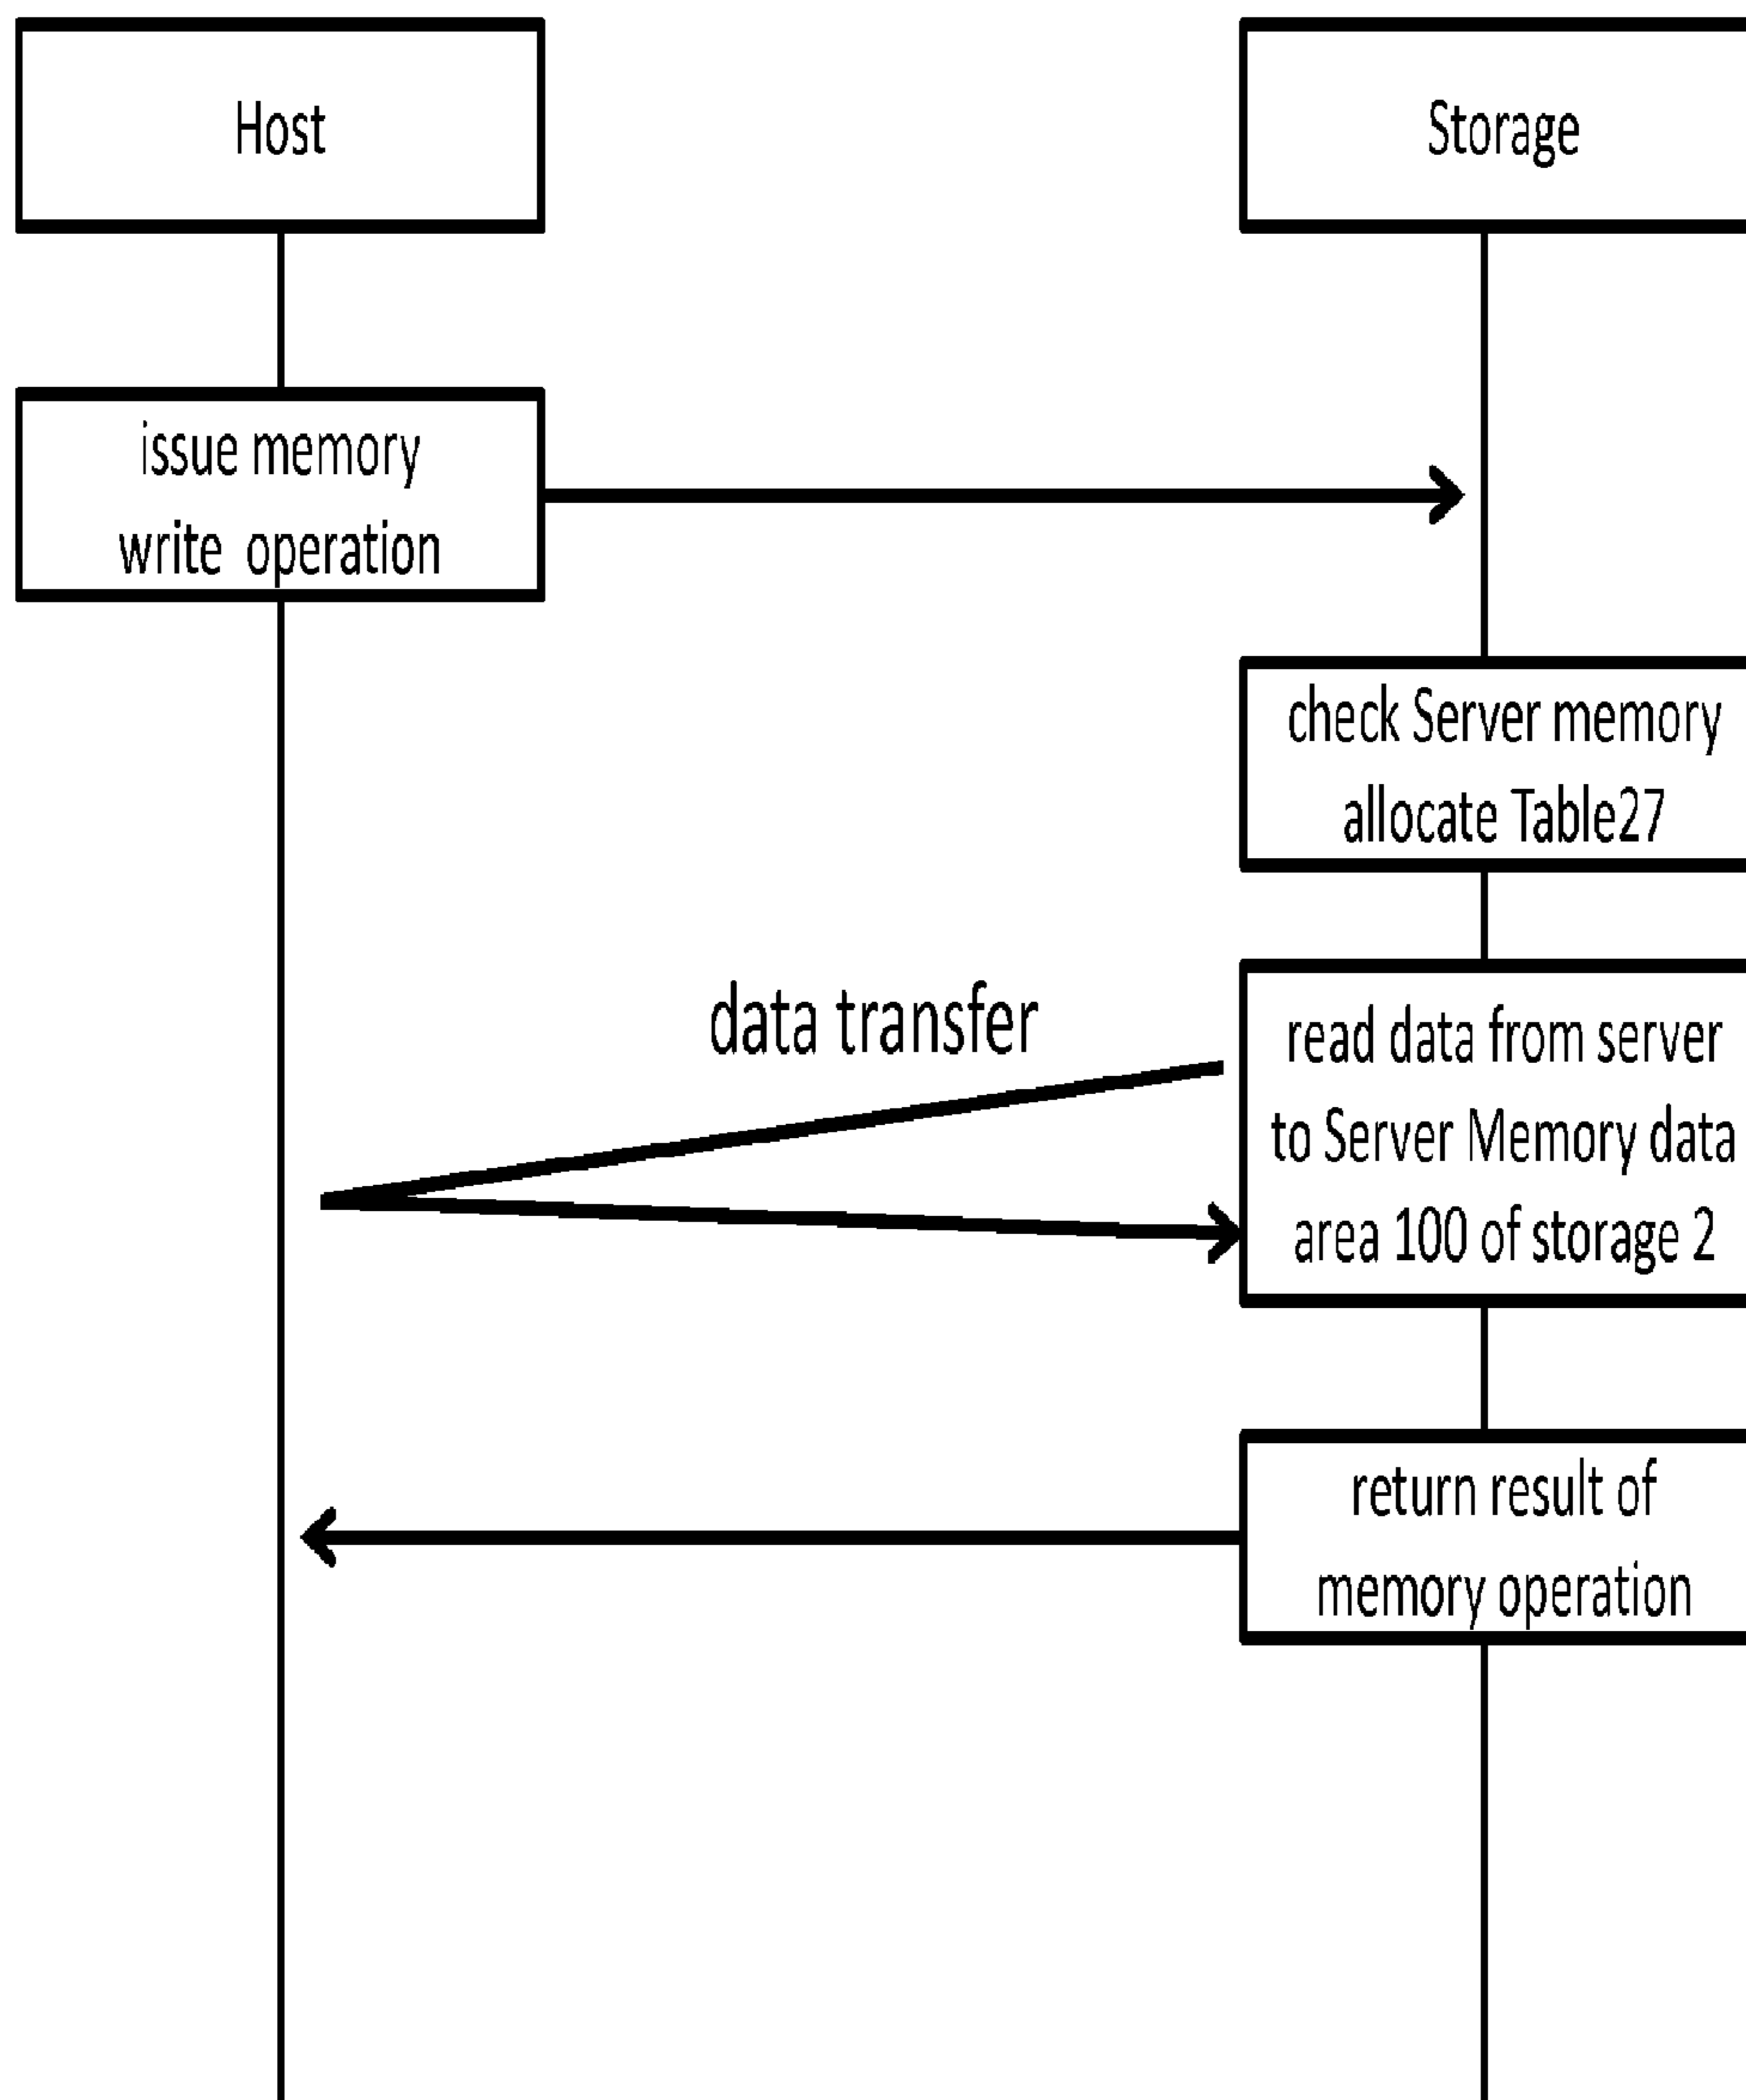 Host
Storage
issue memory
write operation
check Server memory
allocate Table27
data transfer
read data from server
to Server Memory data
area 100 of storage 2
return result of
memory operation